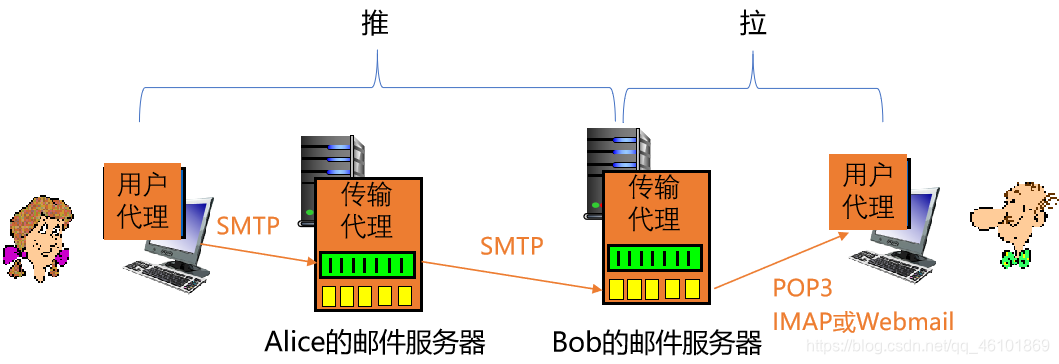 推
拉
用户
代理
SMTP
传输
代理
SMTP
传输
代理
用户
代理
POP3
IMAP或Webmail
Alice的邮件服务器
Bob的邮件服务器
https://blog.csdn.net/qq_46101869